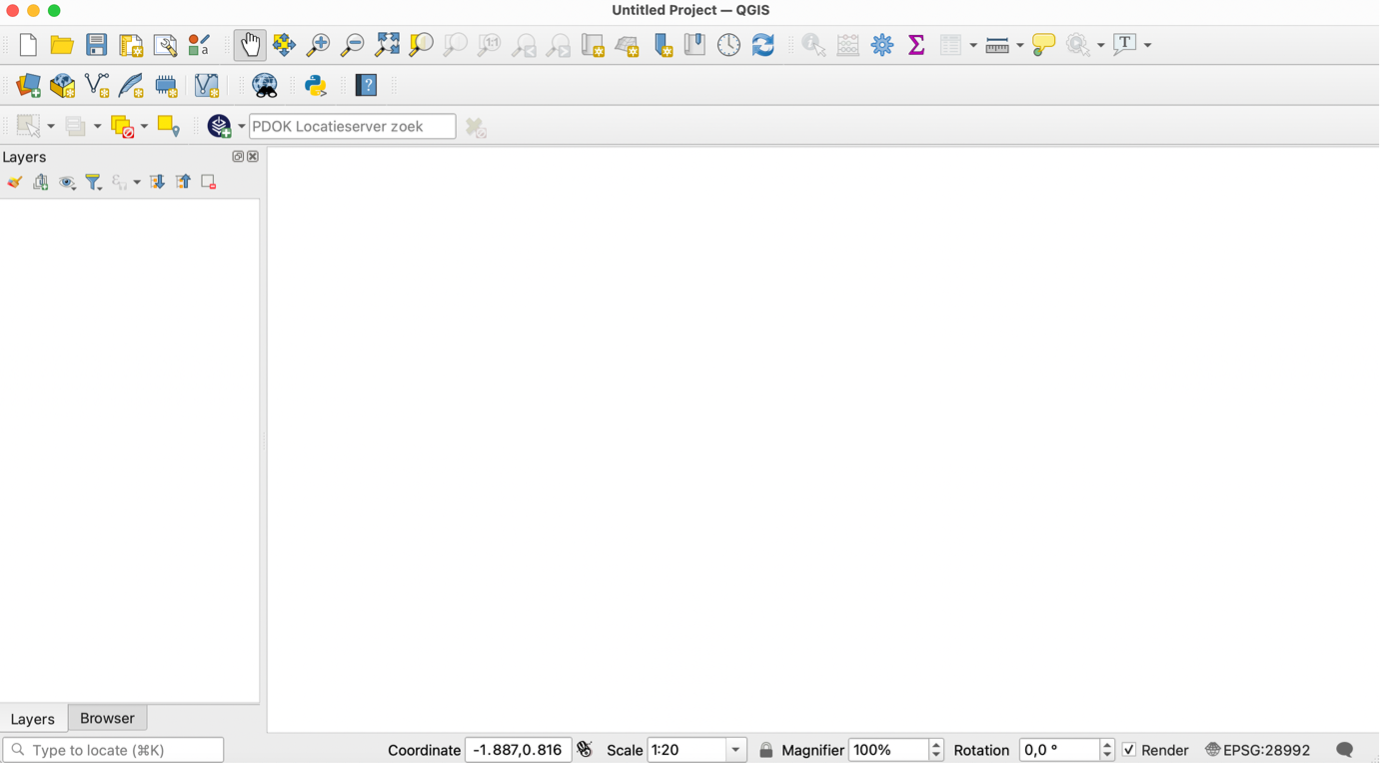 Untitled Project — QGIS
PDOK Locatieserver zoek
Layers
Layers
Browser
Type to locate (⌘K)
Coordinate
-1.887,0.816
Scale
1:20
Magnifier
100%
Rotation
0,0 °
Render
EPSG:28992